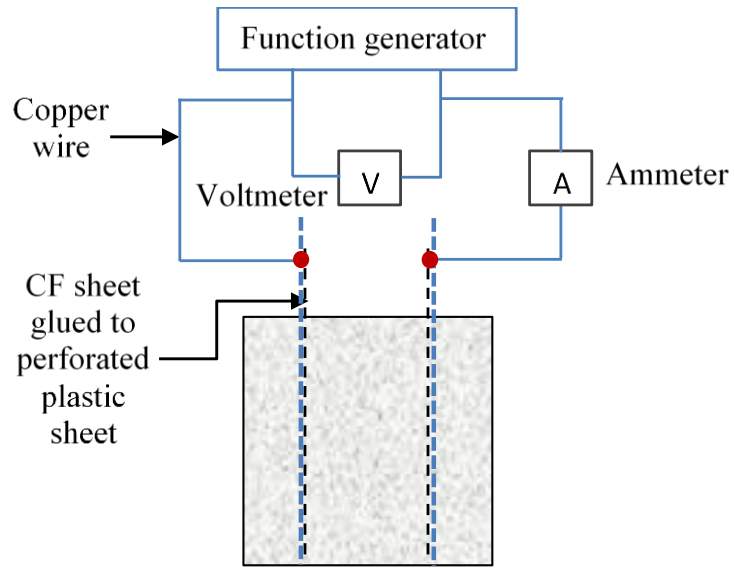 Function generator
Copper
wire
V
Voltmeter
A
Ammeter
CF sheet
glued to
perforated
plastic
sheet